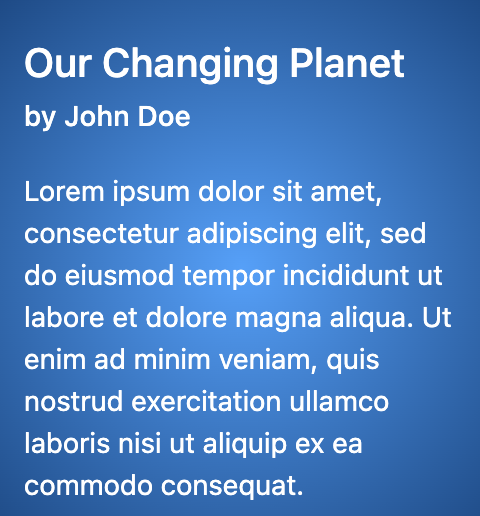 Our Changing Planet
by John Doe
Lorem ipsum dolor sit amet,
consectetur adipiscing elit, sed
do eiusmod tempor incididunt ut
labore et dolore magna aliqua. Ut
enim ad minim veniam, quis
nostrud exercitation ullamco
laboris nisi ut aliquip ex ea
commodo consequat.